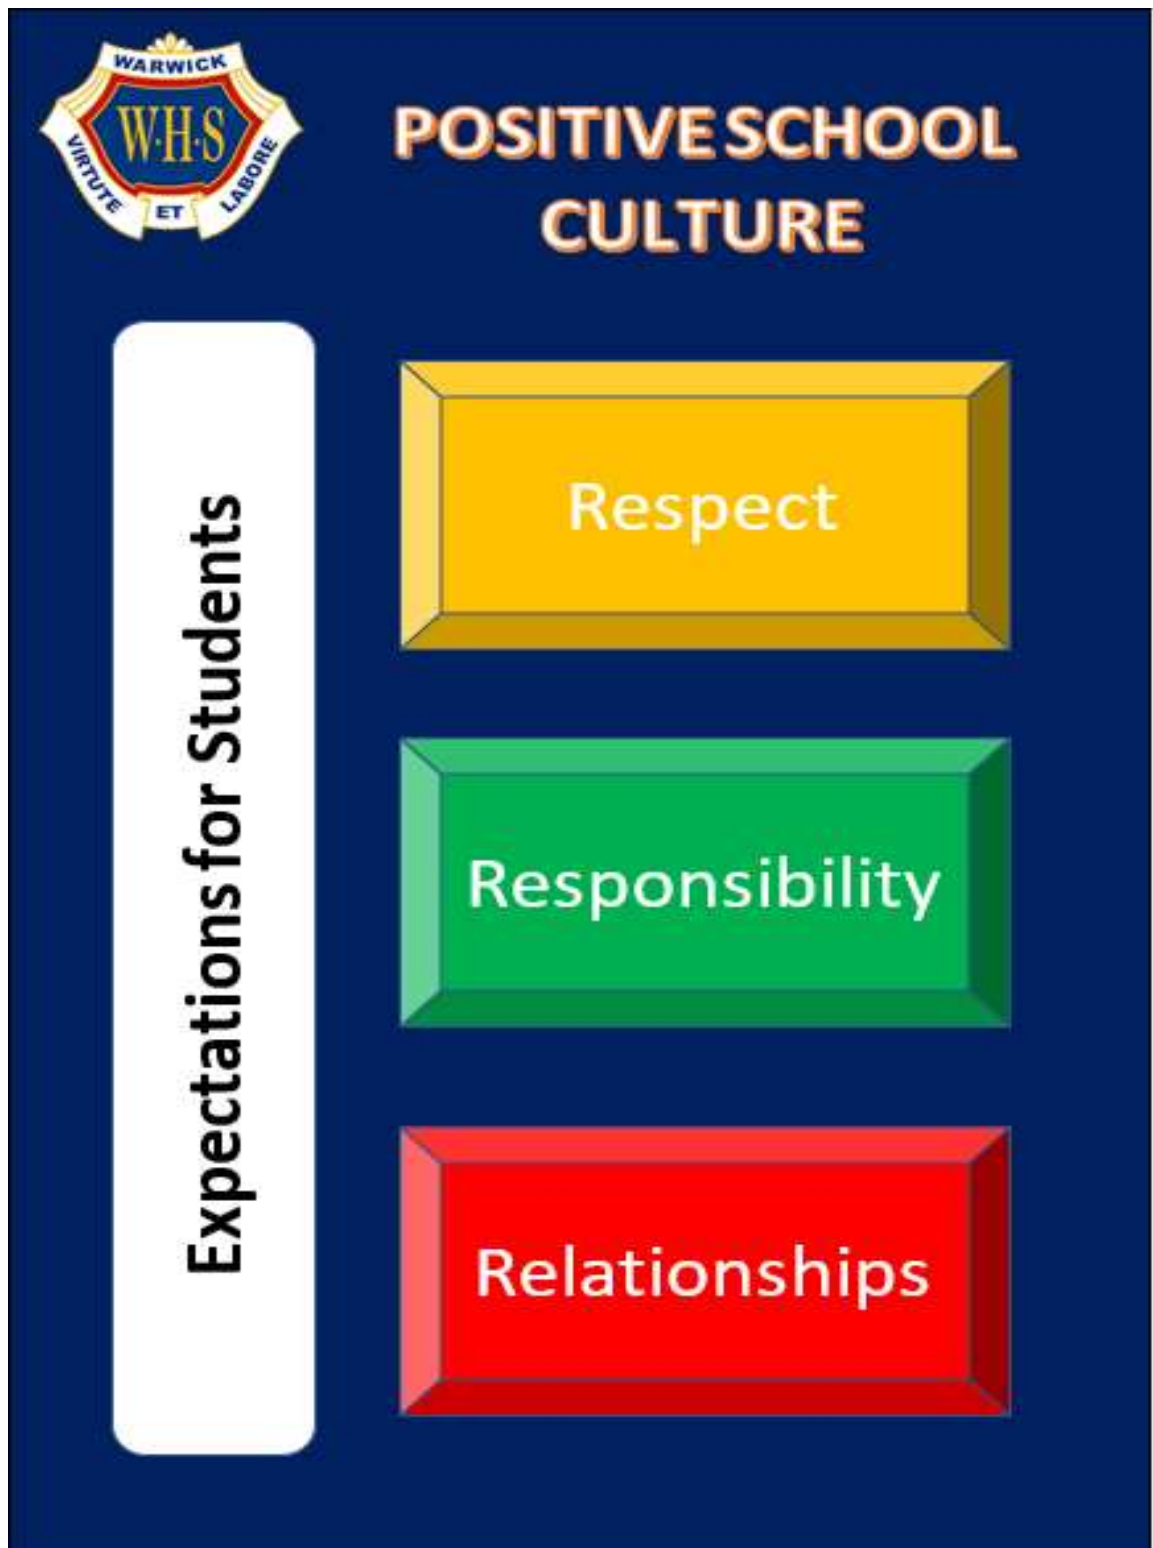 WARWICK
W·H·S
VIRTUTE ET LABORE
POSITIVE SCHOOL
CULTURE
Expectations for Students
Respect
Responsibility
Relationships